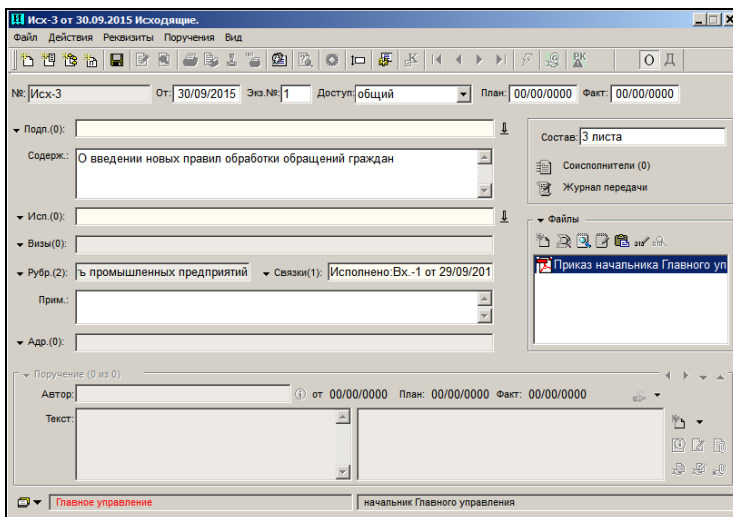 Исх-3 от 30.09.2015 Исходящие.
Файл Действия Реквизиты Поручения Вид
РК О Д
№: Исх-3 От: 30/09/2015 Экз.№: 1 Доступ: общий План: 00/00/0000 Факт: 00/00/0000
Подп.(0):
Состав: 3 листа
Содерж.: О введении новых правил обработки обращений граждан
Соисполнители (0)
Журнал передачи
Исп.(0):
Файлы
Визы(0):
Приказ начальника Главного уп
Рубр.(2): ь промышленных предприятий Связки(1): Исполнено:Вх.-1 от 29/09/201
Прим.:
Адр.(0):
Поручение (0 из 0)
Автор: от 00/00/0000 План: 00/00/0000 Факт: 00/00/0000
Текст:
Главное управление начальник Главного управления